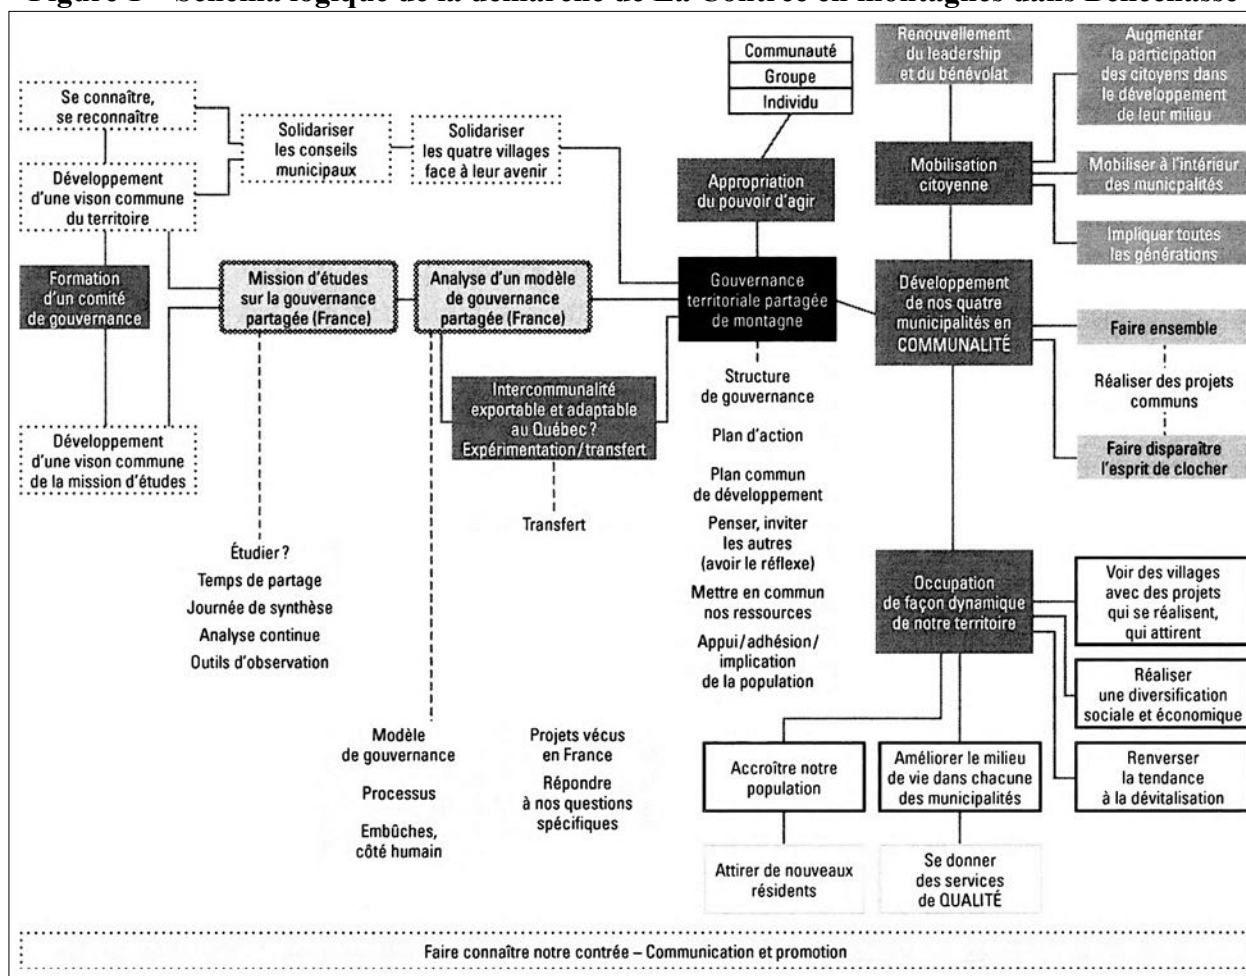 Figure 1 – Schéma logique de la démarche de La Contrée en montagnes dans Bellechasse
Se connaître,
se reconnaître
Développement
d'une vison commune
du territoire
Formation
d'un comité
de gouvernance
Développement
d'une vison commune
de la mission d'études
Solidariser
les conseils
municipaux
Solidariser
les quatre villages
face à leur avenir
Mission d'études
sur la gouvernance
partagée (France)
Analyse d'un modèle
de gouvernance
partagée (France)
Intercommunalité
exportable et adaptable
au Québec ?
Expérimentation/transfert
Transfert
Étudier ?
Temps de partage
Journée de synthèse
Analyse continue
Outils d'observation
Modèle
de gouvernance
Processus
Embûches,
côté humain
Projets vécus
en France
Répondre
à nos questions
spécifiques
Communauté
Groupe
Individu
Appropriation
du pouvoir d'agir
Gouvernance
territoriale partagée
de montagne
Structure
de gouvernance
Plan d'action
Plan commun
de développement
Penser, inviter
les autres
(avoir le réflexe)
Mettre en commun
nos ressources
Appui/adhésion/
implication
de la population
Renouvellement
du leadership
et du bénévolat
Mobilisation
citoyenne
Développement
de nos quatre
municipalités en
COMMUNALITÉ
Occupation
de façon dynamique
de notre territoire
Augmenter
la participation
des citoyens dans
le développement
de leur milieu
Mobiliser à l'intérieur
des municpalités
Impliquer toutes
les générations
Faire ensemble
Réaliser des projets
communs
Faire disparaître
l'esprit de clocher
Voir des villages
avec des projets
qui se réalisent,
qui attirent
Réaliser
une diversification
sociale et économique
Renverser
la tendance
à la dévitalisation
Accroître notre
population
Améliorer le milieu
de vie dans chacune
des municipalités
Attirer de nouveaux
résidents
Se donner
des services
de QUALITÉ
Faire connaître notre contrée – Communication et promotion